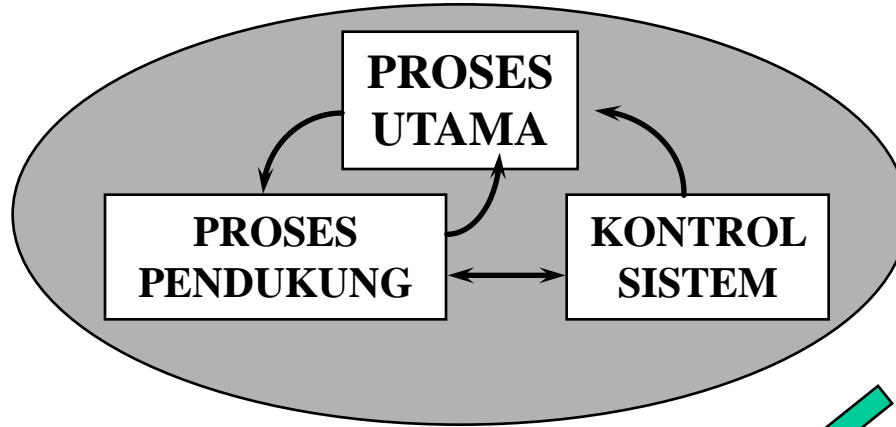 PROSES
UTAMA
PROSES
PENDUKUNG
KONTROL
SISTEM